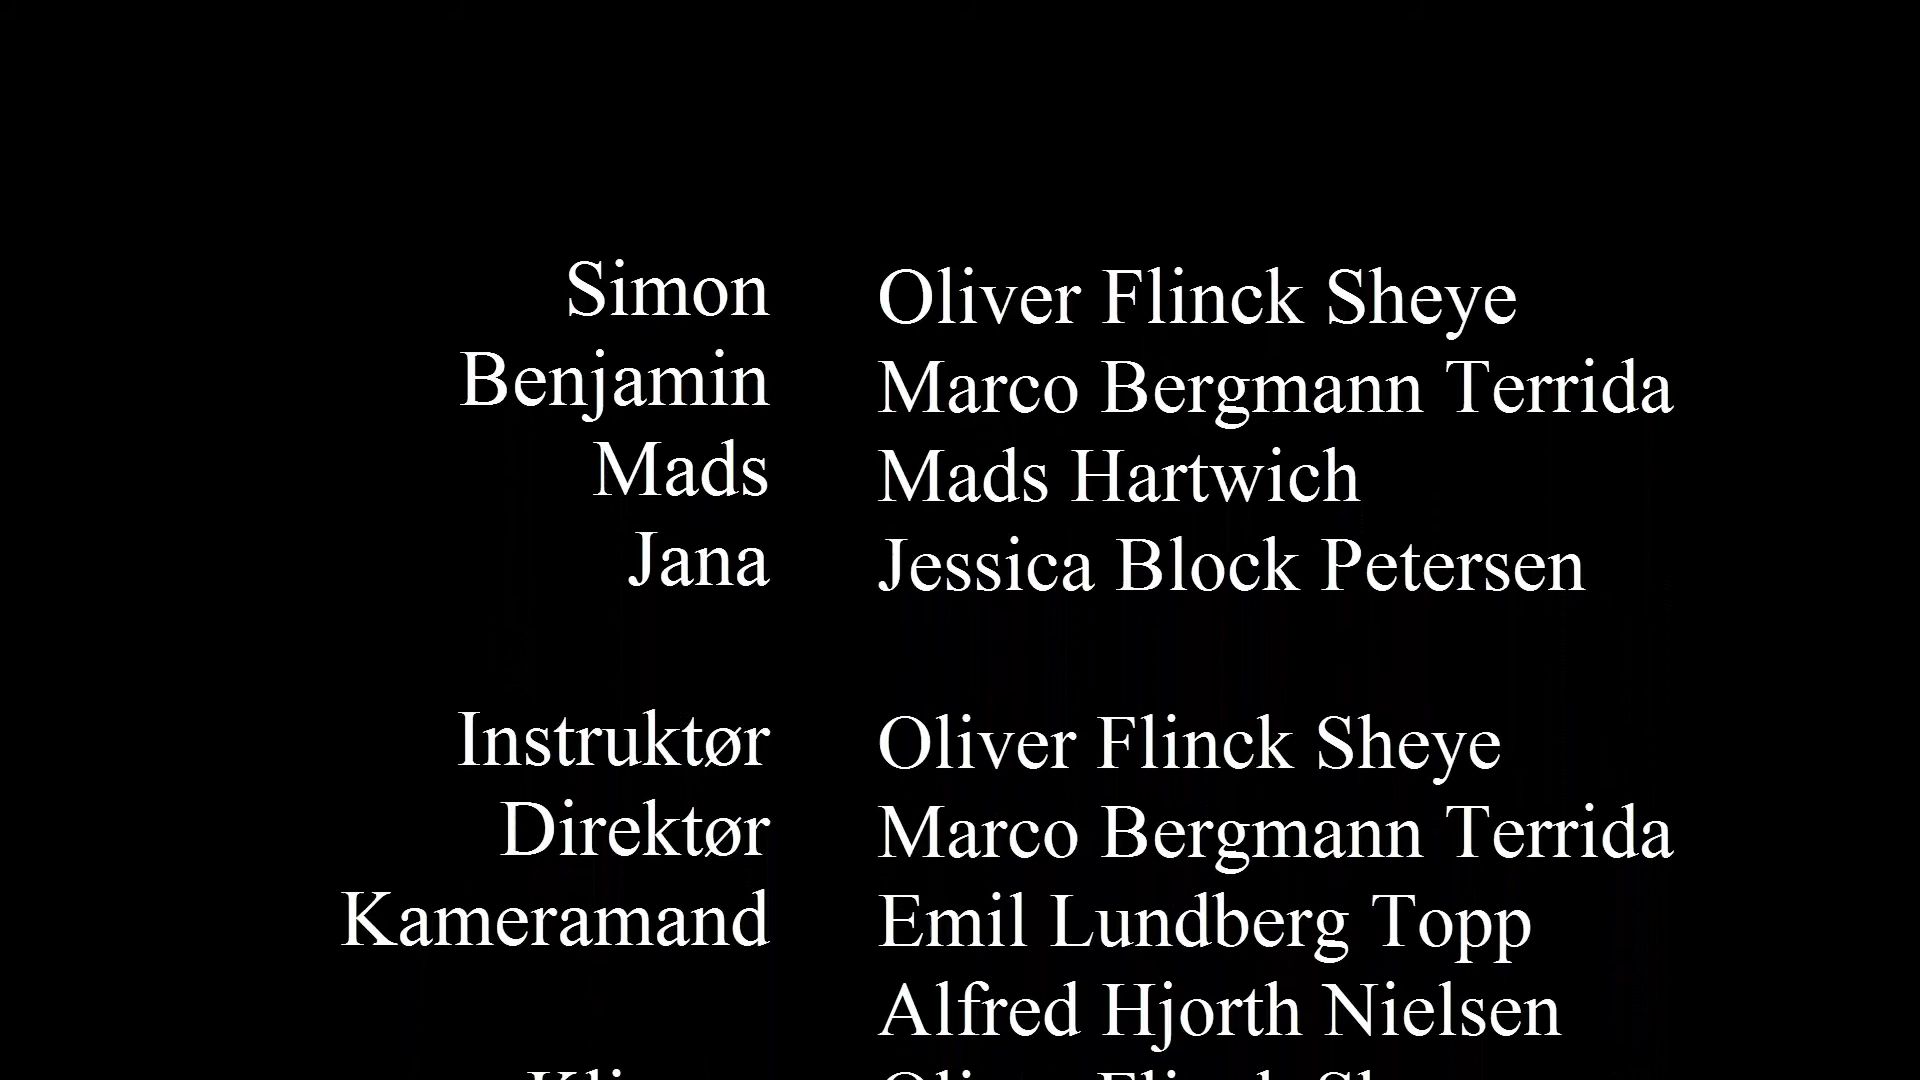 Simon Oliver Flinck Sheye
Benjamin Marco Bergmann Terrida
Mads Mads Hartwich
Jana Jessica Block Petersen
Instruktør Oliver Flinck Sheye
Direktør Marco Bergmann Terrida
Kameramand Emil Lundberg Topp
Alfred Hjorth Nielsen